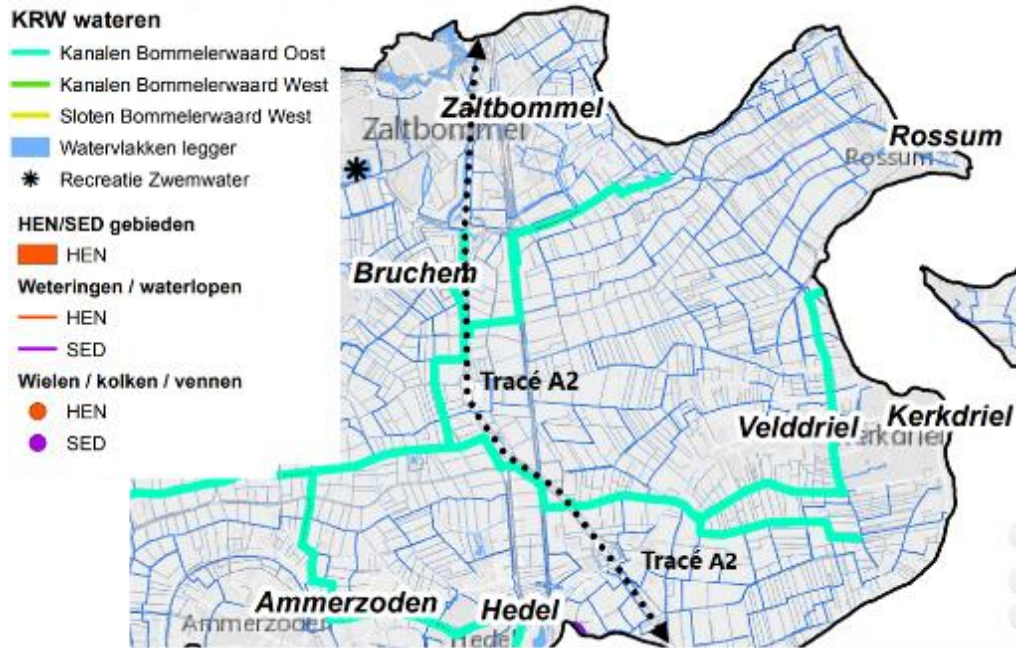 KRW wateren
Kanalen Bommelerwaard Oost
Kanalen Bommelerwaard West
Sloten Bommelerwaard West
Watervlakken legger
Recreatie Zwemwater
HEN/SED gebieden
HEN
Weteringen / waterlopen
HEN
SED
Wielen / kolken / vennen
HEN
SED
Zaltbommel
Zaltbommel
Rossum
Rossum
Bruchem
Tracé A2
Velddriel
Kerkdriel
Kerkdriel
Tracé A2
Ammerzoden
Ammerzoden
Hedel
Hedel